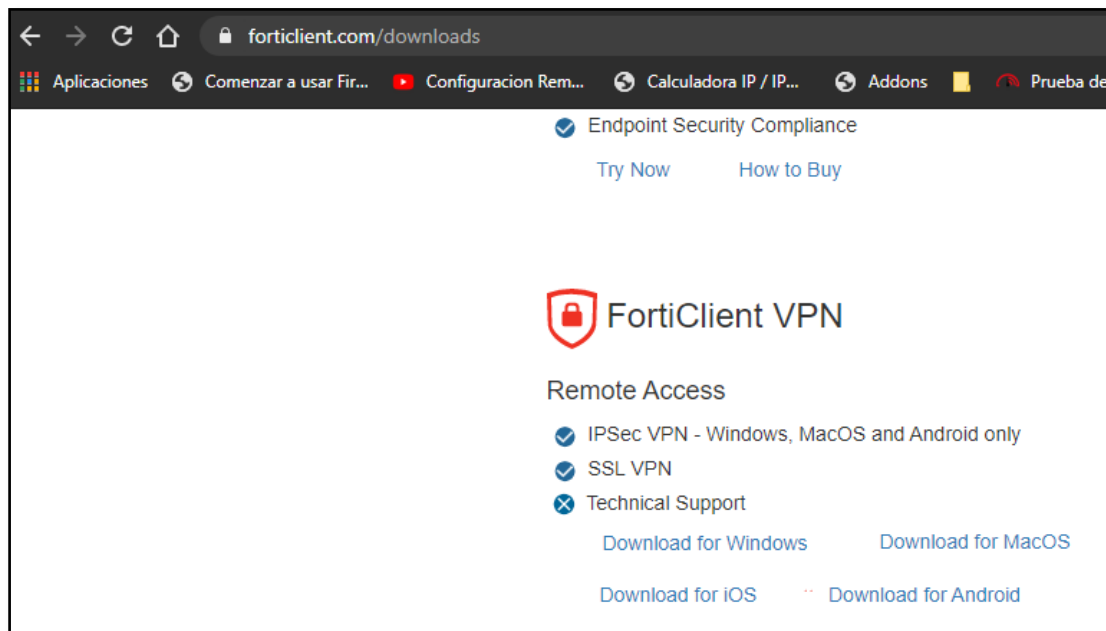 forticlient.com/downloads
Aplicaciones Comenzar a usar Fir... Configuracion Rem... Calculadora IP / IP... Addons Prueba de
Endpoint Security Compliance
Try Now How to Buy
FortiClient VPN
Remote Access
IPSec VPN - Windows, MacOS and Android only
SSL VPN
Technical Support
Download for Windows Download for MacOS
Download for iOS Download for Android